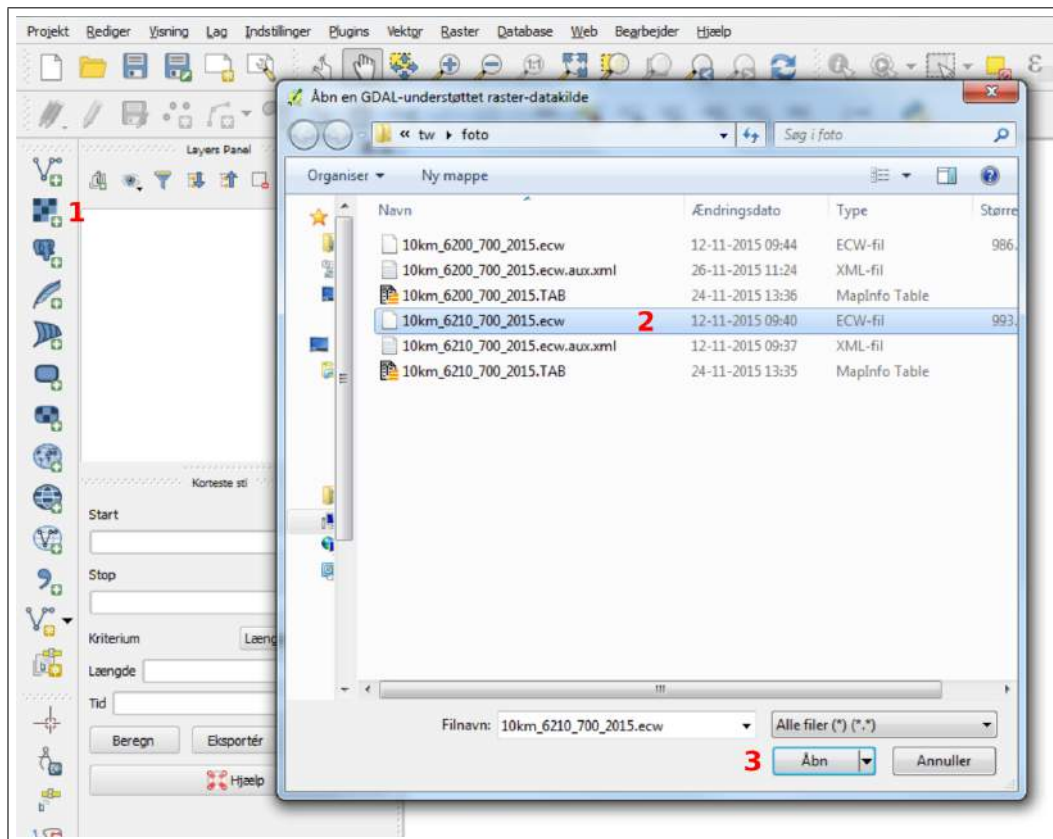 Projekt Rediger Visning Lag Indstillinger Plugins Vektor Raster Database Web Bearbejder Hjælp
Åbn en GDAL-understøttet raster-datakilde
« tw foto
Søg i foto
Layers Panel
Organiser Ny mappe
1
Navn Ændringsdato Type Større
10km_6200_700_2015.ecw 12-11-2015 09:44 ECW-fil 986.
10km_6200_700_2015.ecw.aux.xml 26-11-2015 11:24 XML-fil
10km_6200_700_2015.TAB 24-11-2015 13:36 MapInfo Table
10km_6210_700_2015.ecw 2 12-11-2015 09:40 ECW-fil 993.
10km_6210_700_2015.ecw.aux.xml 12-11-2015 09:37 XML-fil
10km_6210_700_2015.TAB 24-11-2015 13:35 MapInfo Table
Korteste sti
Start
Stop
Kriterium Læng
Længde
Tid
Beregn Eksportér
Hjælp
Filnavn: 10km_6210_700_2015.ecw Alle filer (*) (*.*)
3 Åbn Annuller